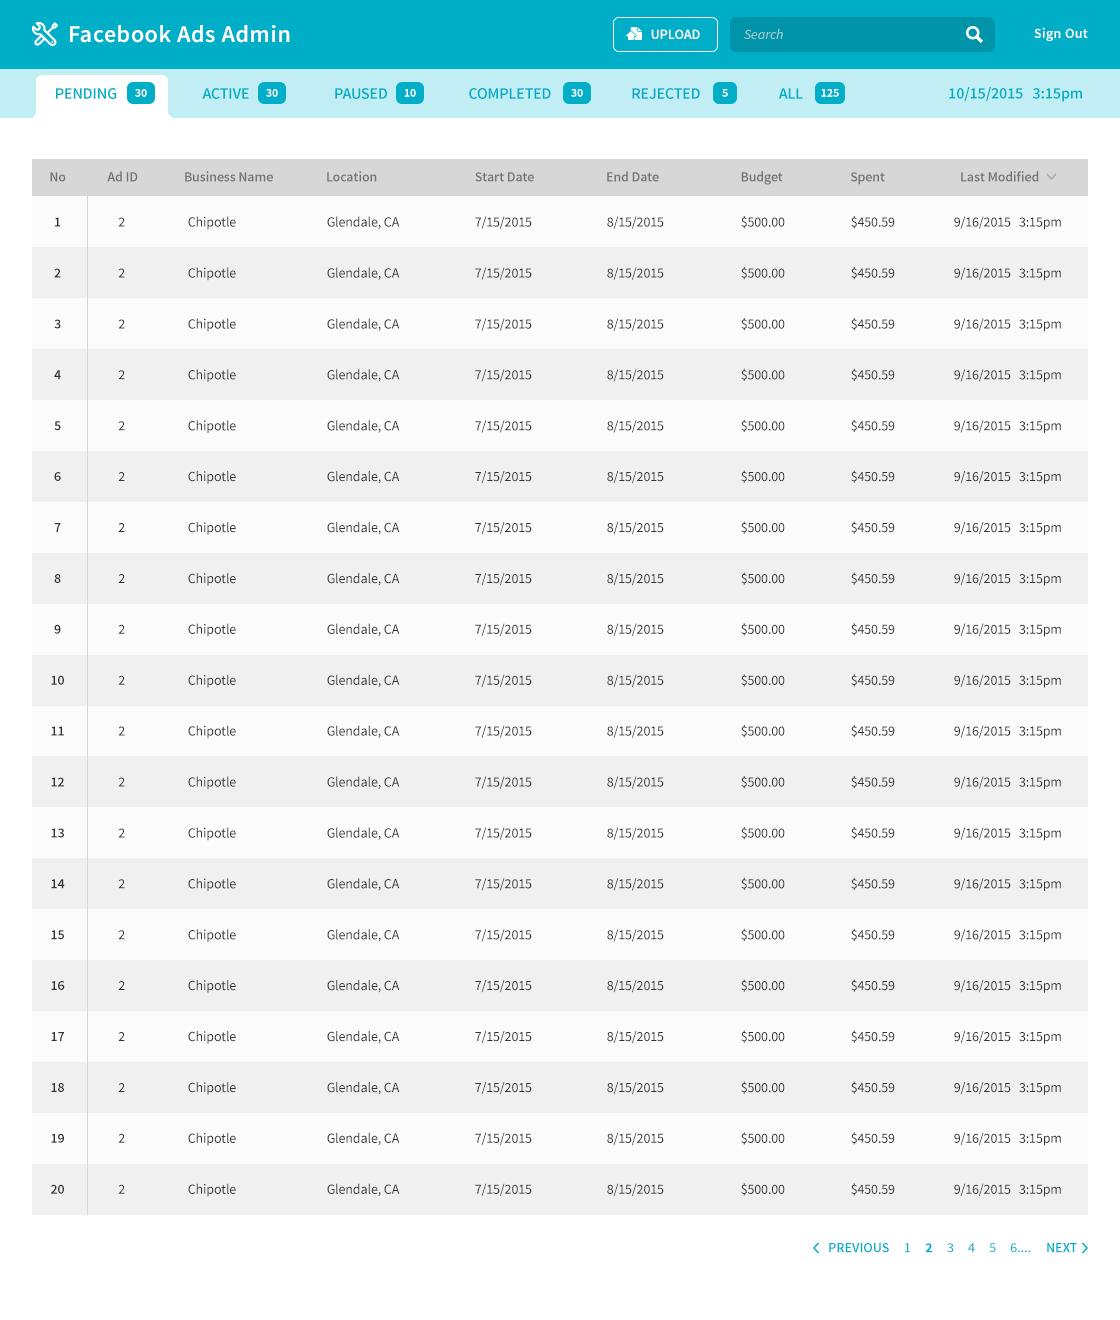 Facebook Ads Admin UPLOAD Search Sign Out
PENDING 30 ACTIVE 30 PAUSED 10 COMPLETED 30 REJECTED 5 ALL 125 10/15/2015 3:15pm
No Ad ID Business Name Location Start Date End Date Budget Spent Last Modified
1 2 Chipotle Glendale, CA 7/15/2015 8/15/2015 $500.00 $450.59 9/16/2015 3:15pm
2 2 Chipotle Glendale, CA 7/15/2015 8/15/2015 $500.00 $450.59 9/16/2015 3:15pm
3 2 Chipotle Glendale, CA 7/15/2015 8/15/2015 $500.00 $450.59 9/16/2015 3:15pm
4 2 Chipotle Glendale, CA 7/15/2015 8/15/2015 $500.00 $450.59 9/16/2015 3:15pm
5 2 Chipotle Glendale, CA 7/15/2015 8/15/2015 $500.00 $450.59 9/16/2015 3:15pm
6 2 Chipotle Glendale, CA 7/15/2015 8/15/2015 $500.00 $450.59 9/16/2015 3:15pm
7 2 Chipotle Glendale, CA 7/15/2015 8/15/2015 $500.00 $450.59 9/16/2015 3:15pm
8 2 Chipotle Glendale, CA 7/15/2015 8/15/2015 $500.00 $450.59 9/16/2015 3:15pm
9 2 Chipotle Glendale, CA 7/15/2015 8/15/2015 $500.00 $450.59 9/16/2015 3:15pm
10 2 Chipotle Glendale, CA 7/15/2015 8/15/2015 $500.00 $450.59 9/16/2015 3:15pm
11 2 Chipotle Glendale, CA 7/15/2015 8/15/2015 $500.00 $450.59 9/16/2015 3:15pm
12 2 Chipotle Glendale, CA 7/15/2015 8/15/2015 $500.00 $450.59 9/16/2015 3:15pm
13 2 Chipotle Glendale, CA 7/15/2015 8/15/2015 $500.00 $450.59 9/16/2015 3:15pm
14 2 Chipotle Glendale, CA 7/15/2015 8/15/2015 $500.00 $450.59 9/16/2015 3:15pm
15 2 Chipotle Glendale, CA 7/15/2015 8/15/2015 $500.00 $450.59 9/16/2015 3:15pm
16 2 Chipotle Glendale, CA 7/15/2015 8/15/2015 $500.00 $450.59 9/16/2015 3:15pm
17 2 Chipotle Glendale, CA 7/15/2015 8/15/2015 $500.00 $450.59 9/16/2015 3:15pm
18 2 Chipotle Glendale, CA 7/15/2015 8/15/2015 $500.00 $450.59 9/16/2015 3:15pm
19 2 Chipotle Glendale, CA 7/15/2015 8/15/2015 $500.00 $450.59 9/16/2015 3:15pm
20 2 Chipotle Glendale, CA 7/15/2015 8/15/2015 $500.00 $450.59 9/16/2015 3:15pm
PREVIOUS 1 2 3 4 5 6.... NEXT